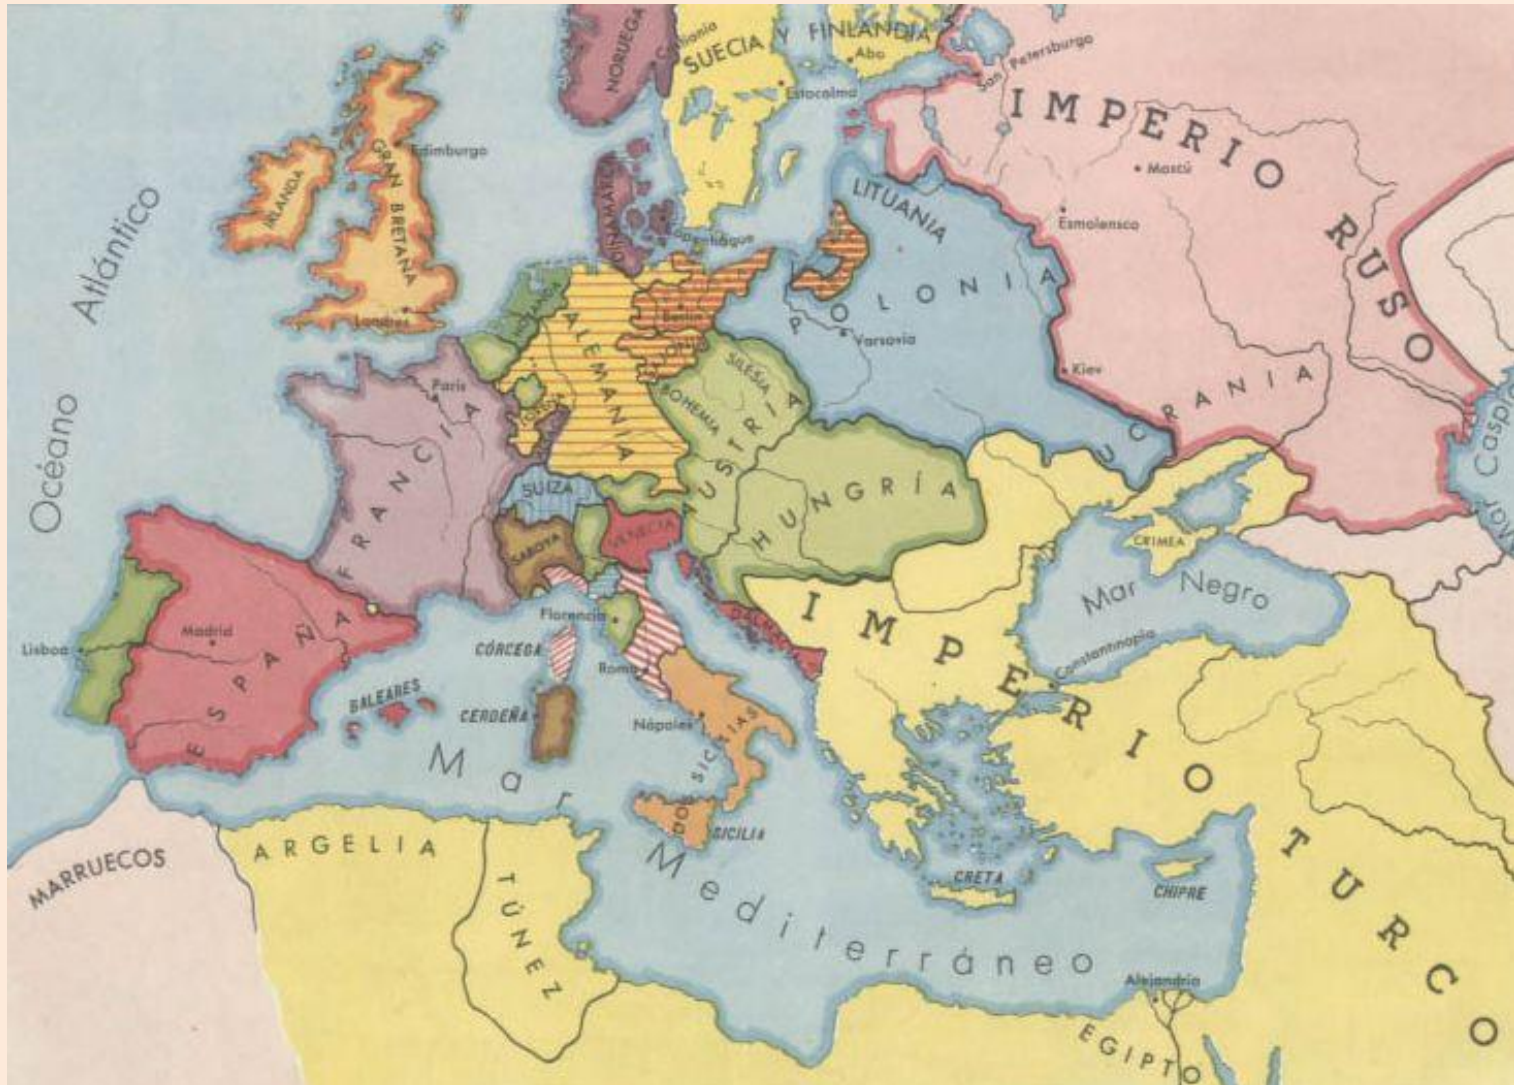 NORUEGA
SUECIA Y FINLANDIA
Abo
Estocolmo
San Petersburgo
IMPERIO RUSO
Moscú
Esmolensco
Edimburgo
GRAN BRETAÑA
IRLANDA
Londres
DINAMARCA
Copenhague
LITUANIA
POLONIA
Varsovia
Kiev
UCRANIA
HOLANDA
ALEMANIA
Berlín
SILESIA
BOHEMIA
AUSTRIA
HUNGRÍA
Océano Atlántico
París
FRANCIA
SUIZA
SABOYA
VENECIA
Mar Caspio
CRIMEA
Mar Negro
Constantinopla
IMPERIO TURCO
Lisboa
Madrid
ESPAÑA
BALEARES
Florencia
CÓRCEGA
Roma
CERDEÑA
Nápoles
DOS SICILIAS
SICILIA
Mar Mediterráneo
CRETA
CHIPRE
MARRUECOS
ARGELIA
TÚNEZ
Alejandría
EGIPTO